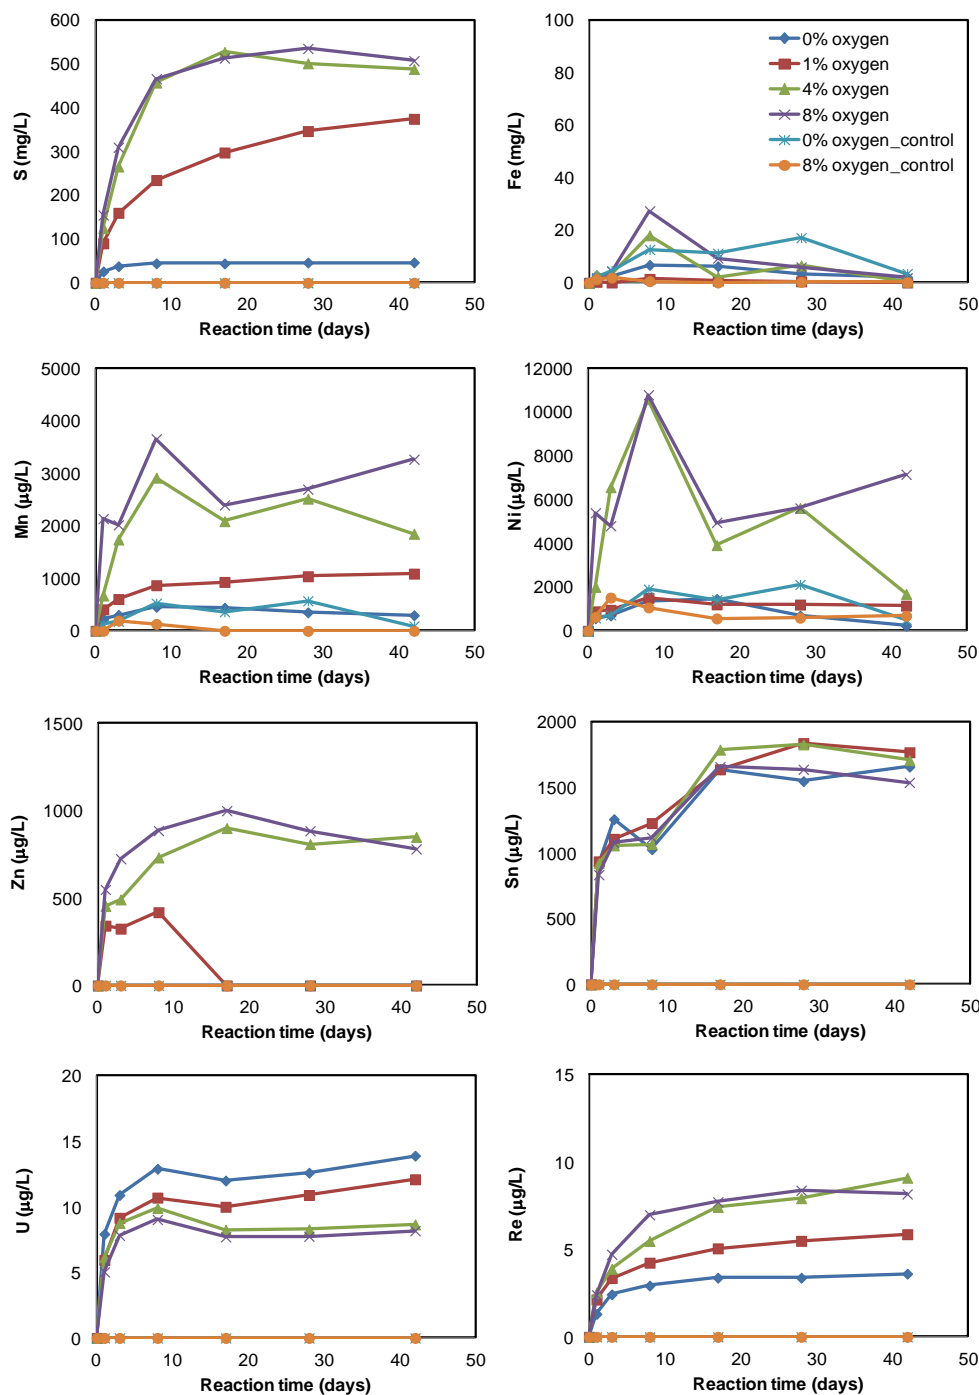 600
500
400
300
200
100
0
S (mg/L)
0 10 20 30 40 50
Reaction time (days)
100
80
60
40
20
0
Fe (mg/L)
0% oxygen
1% oxygen
4% oxygen
8% oxygen
0% oxygen_control
8% oxygen_control
0 10 20 30 40 50
Reaction time (days)
5000
4000
3000
2000
1000
0
Mn (µg/L)
0 10 20 30 40 50
Reaction time (days)
12000
10000
8000
6000
4000
2000
0
Ni (µg/L)
0 10 20 30 40 50
Reaction time (days)
1500
1000
500
0
Zn (µg/L)
0 10 20 30 40 50
Reaction time (days)
2000
1500
1000
500
0
Sn (µg/L)
0 10 20 30 40 50
Reaction time (days)
20
15
10
5
0
U (µg/L)
0 10 20 30 40 50
Reaction time (days)
15
10
5
0
Re (µg/L)
0 10 20 30 40 50
Reaction time (days)